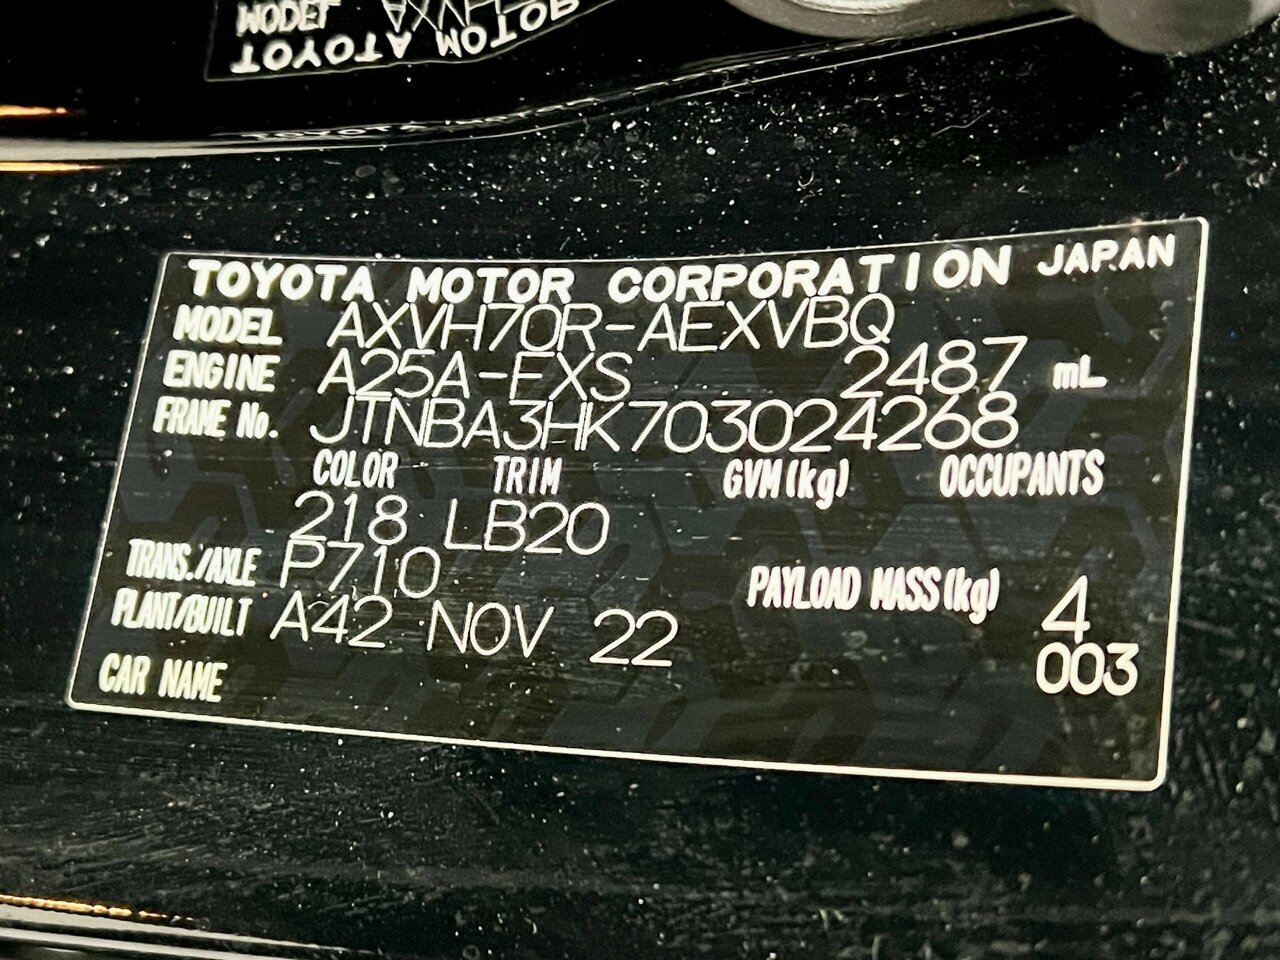 TOYOTA MOTOR CORPORATION JAPAN
MODEL AXVH70R-AEXVBQ
ENGINE A25A-FXS 2487 mL
FRAME No. JTNBA3HK703024268
COLOR TRIM GVM(kg) OCCUPANTS
218 LB20
TRANS./AXLE P710 PAYLOAD MASS(kg) 4
PLANT/BUILT A42 NOV 22 003
CAR NAME